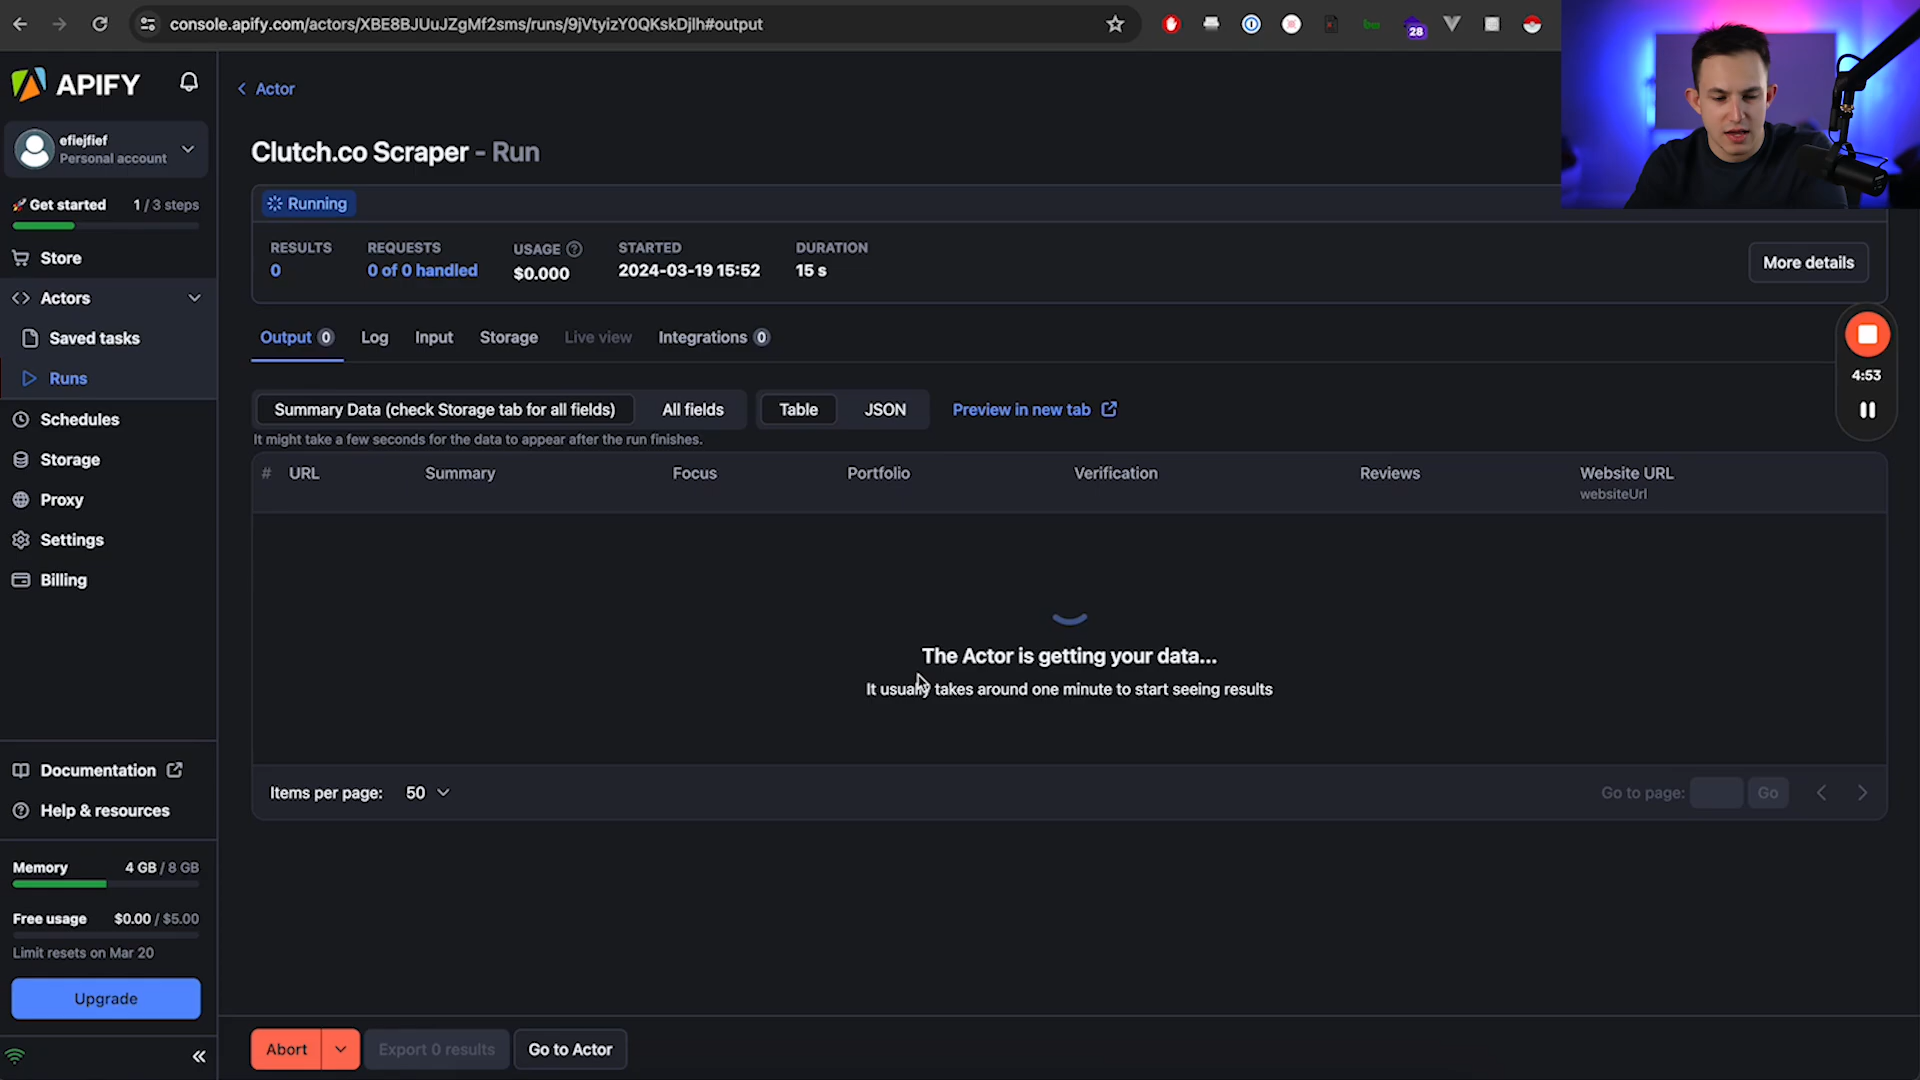 console.apify.com/actors/XBE8BJUuJZgMf2sms/runs/9jVtyizY0QKskDjlh#output
28
APIFY
efiejfief
Personal account
Get started 1 / 3 steps
Store
Actors
Saved tasks
Runs
Schedules
Storage
Proxy
Settings
Billing
Documentation
Help & resources
Memory 4 GB / 8 GB
Free usage $0.00 / $5.00
Limit resets on Mar 20
Upgrade
Actor
Clutch.co Scraper - Run
Running
RESULTS REQUESTS USAGE STARTED DURATION
0 0 of 0 handled $0.000 2024-03-19 15:52 15 s
More details
4:53
Output 0 Log Input Storage Live view Integrations 0
Summary Data (check Storage tab for all fields) All fields Table JSON Preview in new tab
It might take a few seconds for the data to appear after the run finishes.
# URL Summary Focus Portfolio Verification Reviews Website URL
websiteUrl
The Actor is getting your data...
It usually takes around one minute to start seeing results
Items per page: 50
Go to page: Go
Abort Export 0 results Go to Actor